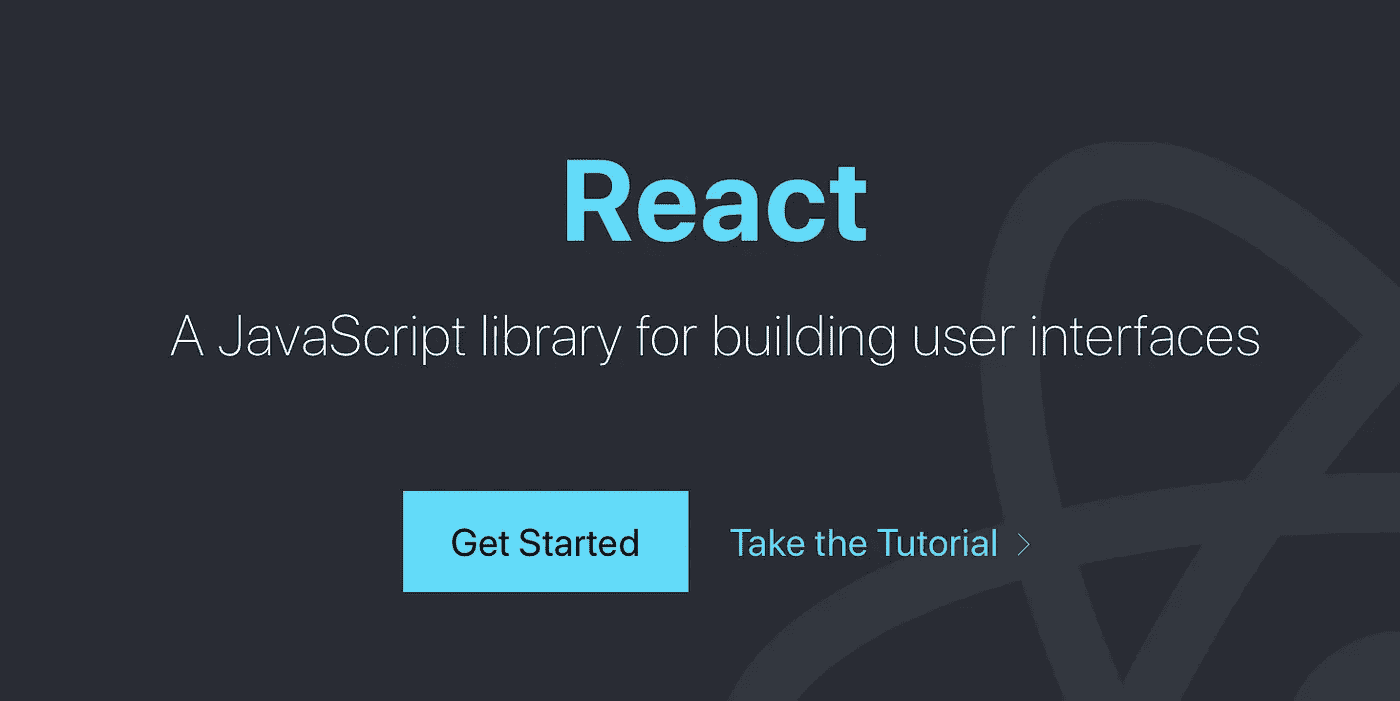 React
A JavaScript library for building user interfaces
Get Started
Take the Tutorial